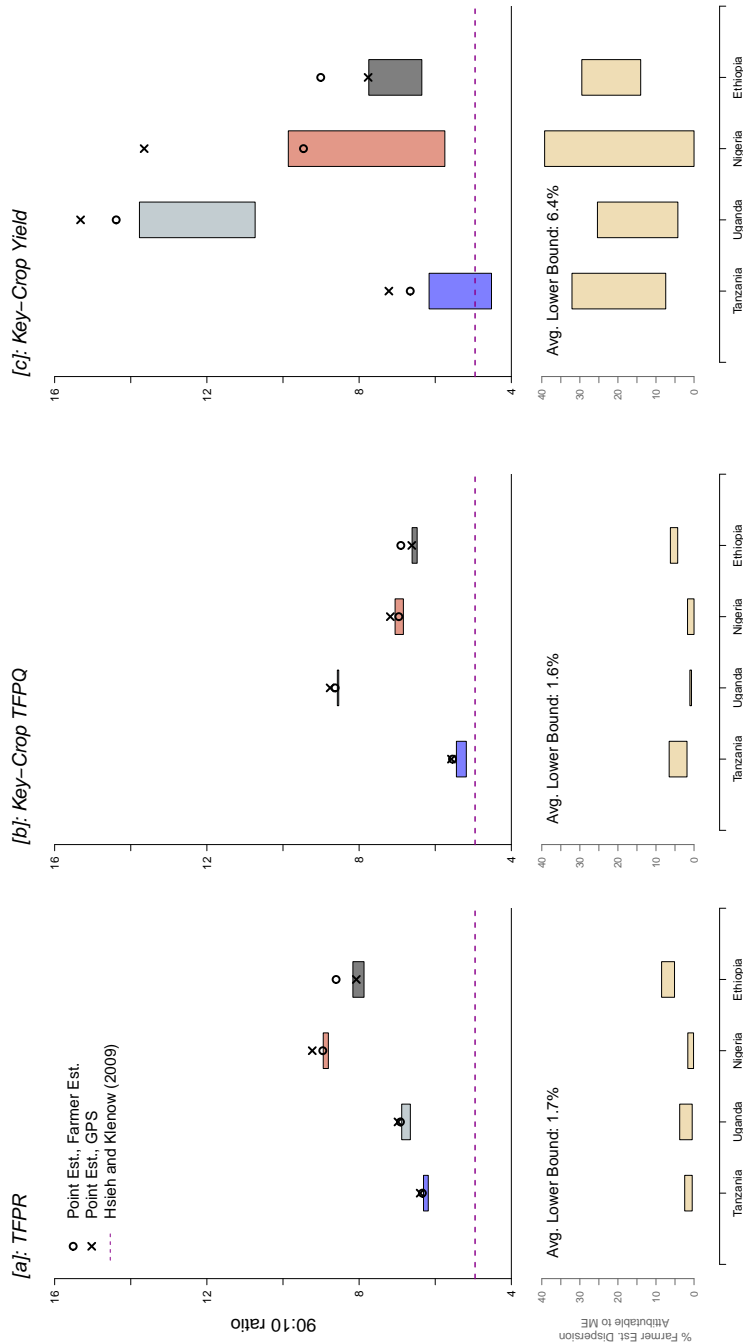 [a]: TFPR
90:10 ratio
16
12
8
4
Point Est., Farmer Est.
Point Est., GPS
Hsieh and Klenow (2009)
% Farmer Est. Dispersion
Attibutable to ME
40
30
20
10
0
Avg. Lower Bound: 1.7%
Tanzania
Uganda
Nigeria
Ethiopia
[b]: Key−Crop TFPQ
16
12
8
4
40
30
20
10
0
Avg. Lower Bound: 1.6%
Tanzania
Uganda
Nigeria
Ethiopia
[c]: Key−Crop Yield
16
12
8
4
40
30
20
10
0
Avg. Lower Bound: 6.4%
Tanzania
Uganda
Nigeria
Ethiopia